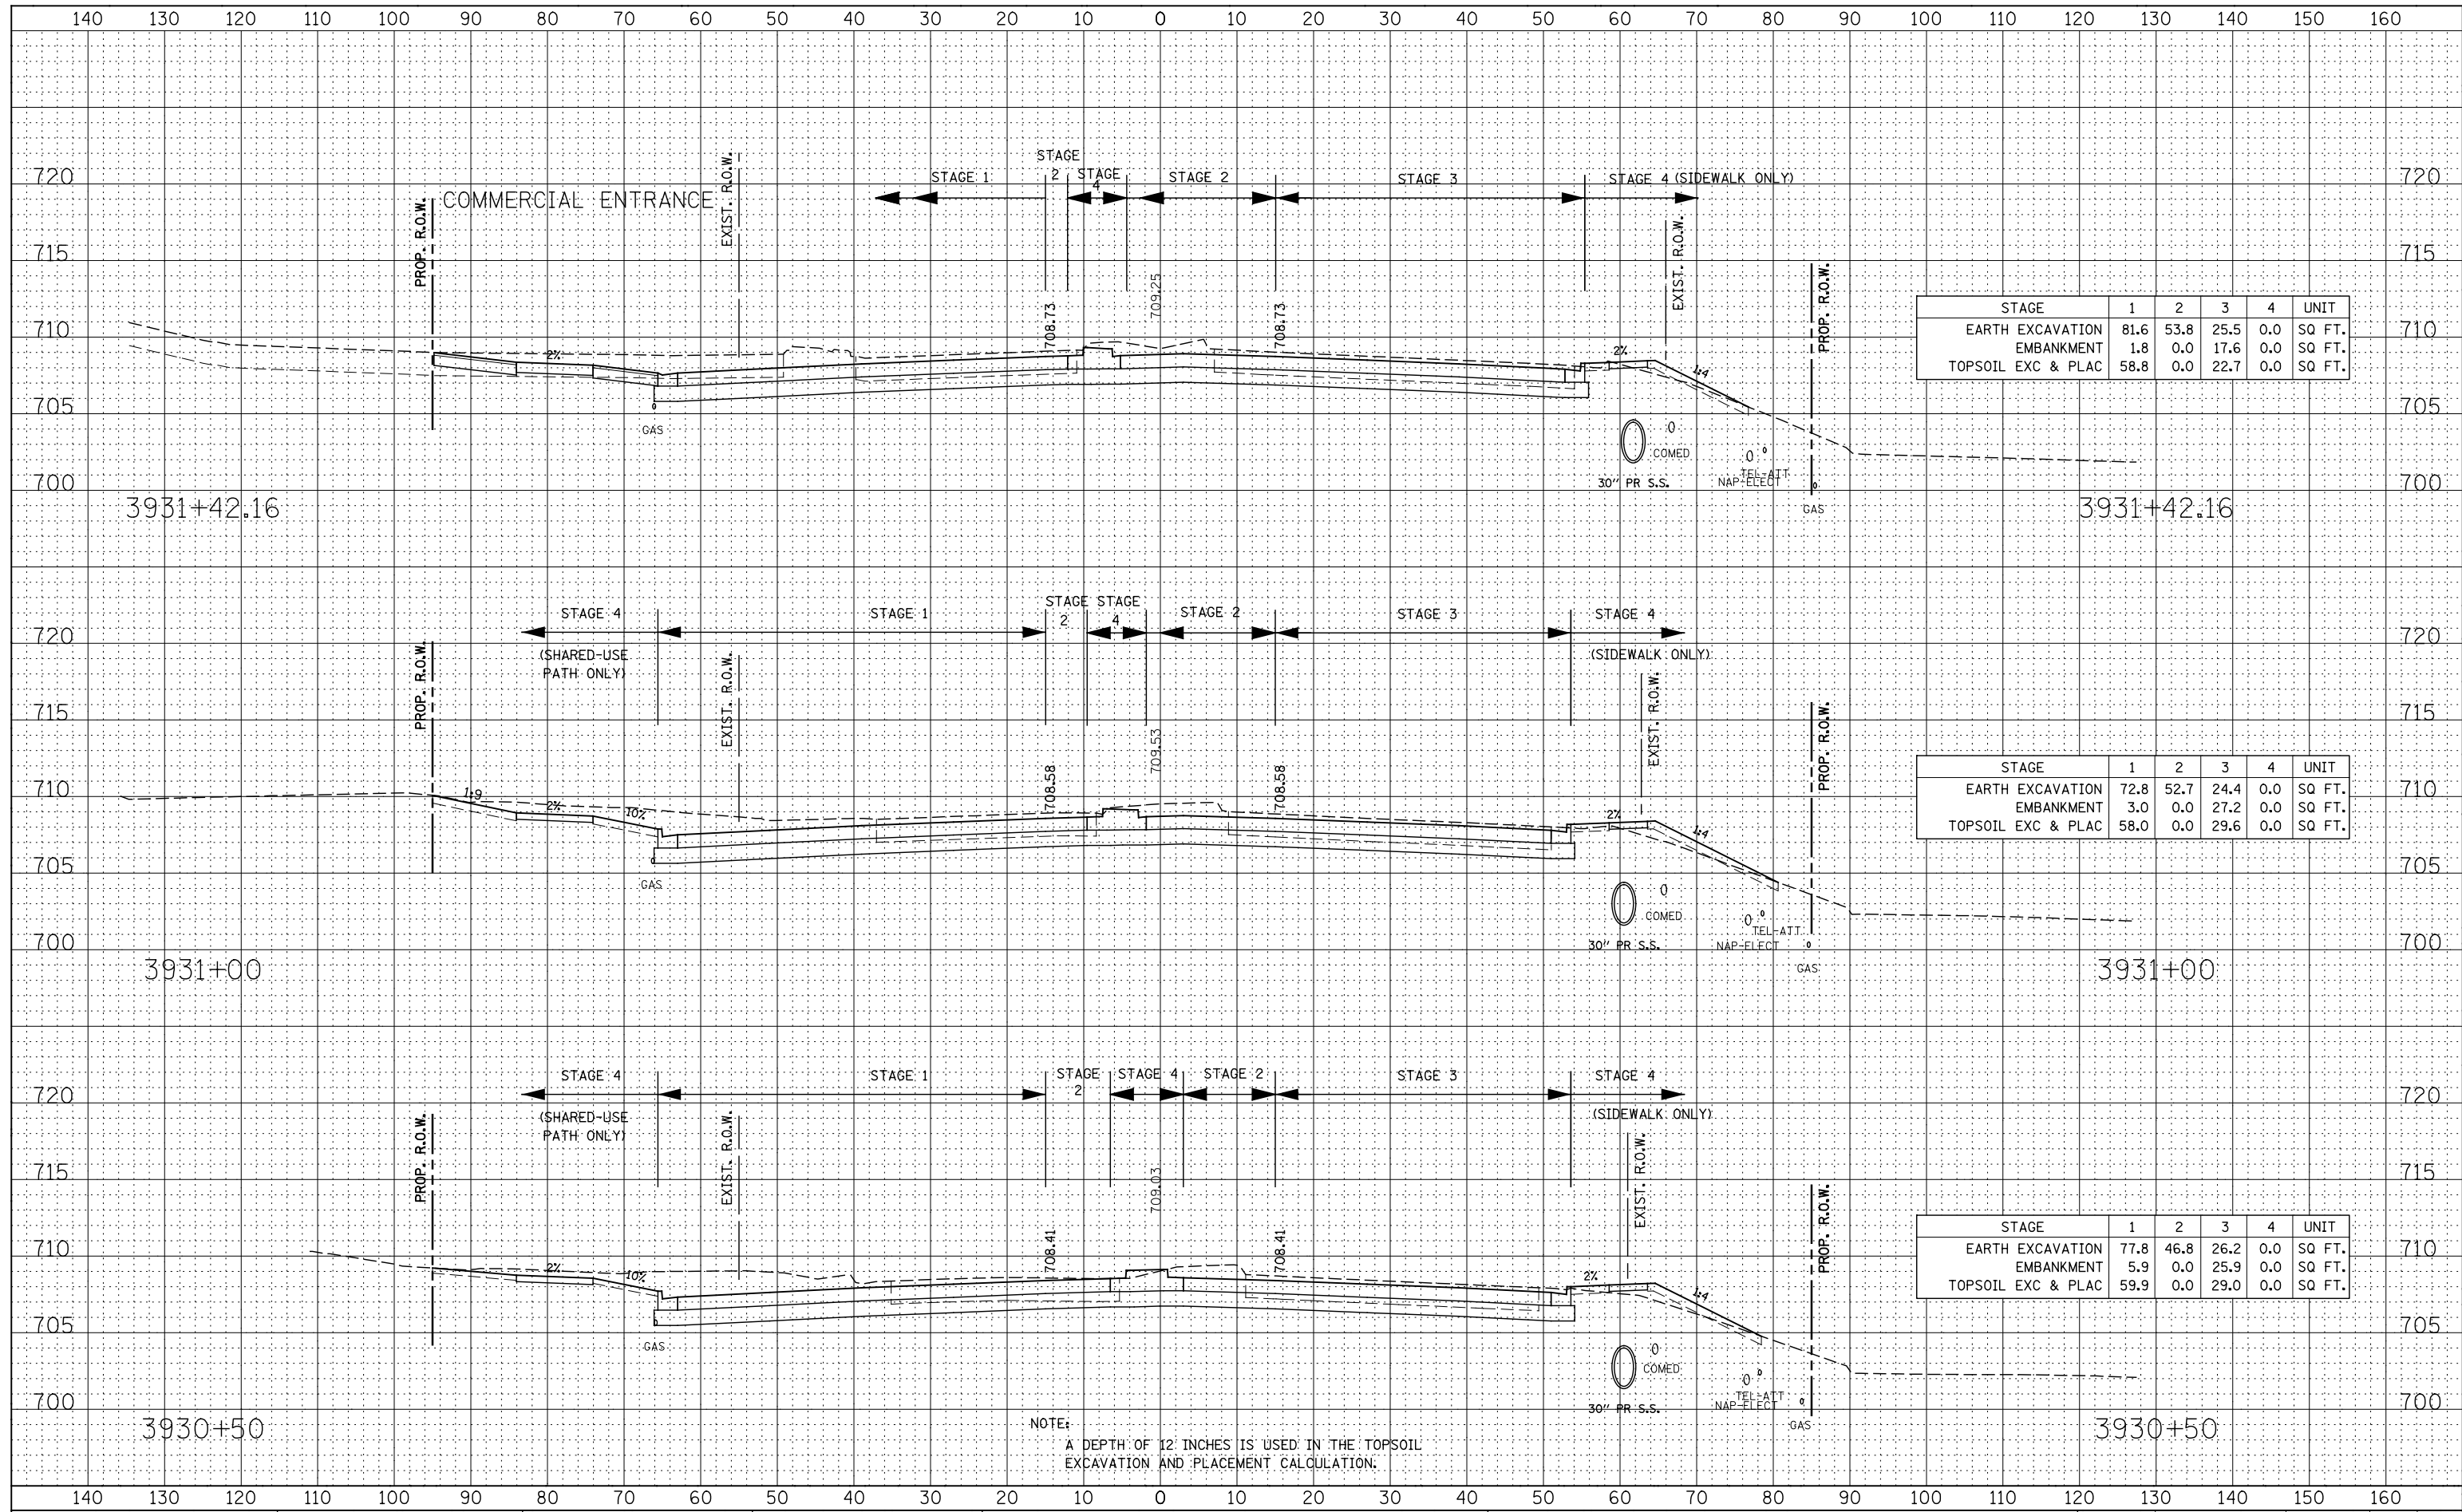 140 130 120 110 100 90 80 70 60 50 40 30 20 10 0 10 20 30 40 50 60 70 80 90 100 110 120 130 140 150 160
STAGE
2
STAGE
4
STAGE 1
STAGE 2
STAGE 3
STAGE 4 (SIDEWALK ONLY)
720 720
COMMERCIAL ENTRANCE
PROP. R.O.W.
EXIST. R.O.W.
EXIST. R.O.W.
PROP. R.O.W.
715 715
708.73
709.25
708.73
710 710
2%
2%
1:4
STAGE 1 2 3 4 UNIT
EARTH EXCAVATION 81.6 53.8 25.5 0.0 SQ FT.
EMBANKMENT 1.8 0.0 17.6 0.0 SQ FT.
TOPSOIL EXC & PLAC 58.8 0.0 22.7 0.0 SQ FT.
705 705
GAS
COMED
TEL-ATT
NAP-ELECT
30" PR S.S.
GAS
700 700
3931+42.16 3931+42.16
STAGE 4
STAGE 1
STAGE
2
STAGE
4
STAGE 2
STAGE 3
STAGE 4
720 720
(SHARED-USE
PATH ONLY)
(SIDEWALK ONLY)
PROP. R.O.W.
EXIST. R.O.W.
EXIST. R.O.W.
PROP. R.O.W.
715 715
708.58
709.53
708.58
710 710
1:9
2%
10%
2%
1:4
STAGE 1 2 3 4 UNIT
EARTH EXCAVATION 72.8 52.7 24.4 0.0 SQ FT.
EMBANKMENT 3.0 0.0 27.2 0.0 SQ FT.
TOPSOIL EXC & PLAC 58.0 0.0 29.6 0.0 SQ FT.
705 705
GAS
COMED
TEL-ATT
NAP-ELECT
30" PR S.S.
GAS
700 700
3931+00 3931+00
STAGE 4
STAGE 1
STAGE
2
STAGE 4
STAGE 2
STAGE 3
STAGE 4
720 720
(SHARED-USE
PATH ONLY)
(SIDEWALK ONLY)
PROP. R.O.W.
EXIST. R.O.W.
EXIST. R.O.W.
PROP. R.O.W.
715 715
708.41
709.03
708.41
710 710
2%
10%
2%
1:4
STAGE 1 2 3 4 UNIT
EARTH EXCAVATION 77.8 46.8 26.2 0.0 SQ FT.
EMBANKMENT 5.9 0.0 25.9 0.0 SQ FT.
TOPSOIL EXC & PLAC 59.9 0.0 29.0 0.0 SQ FT.
705 705
GAS
COMED
TEL-ATT
NAP-ELECT
30" PR S.S.
GAS
700 700
3930+50 3930+50
NOTE:
A DEPTH OF 12 INCHES IS USED IN THE TOPSOIL
EXCAVATION AND PLACEMENT CALCULATION.
140 130 120 110 100 90 80 70 60 50 40 30 20 10 0 10 20 30 40 50 60 70 80 90 100 110 120 130 140 150 160